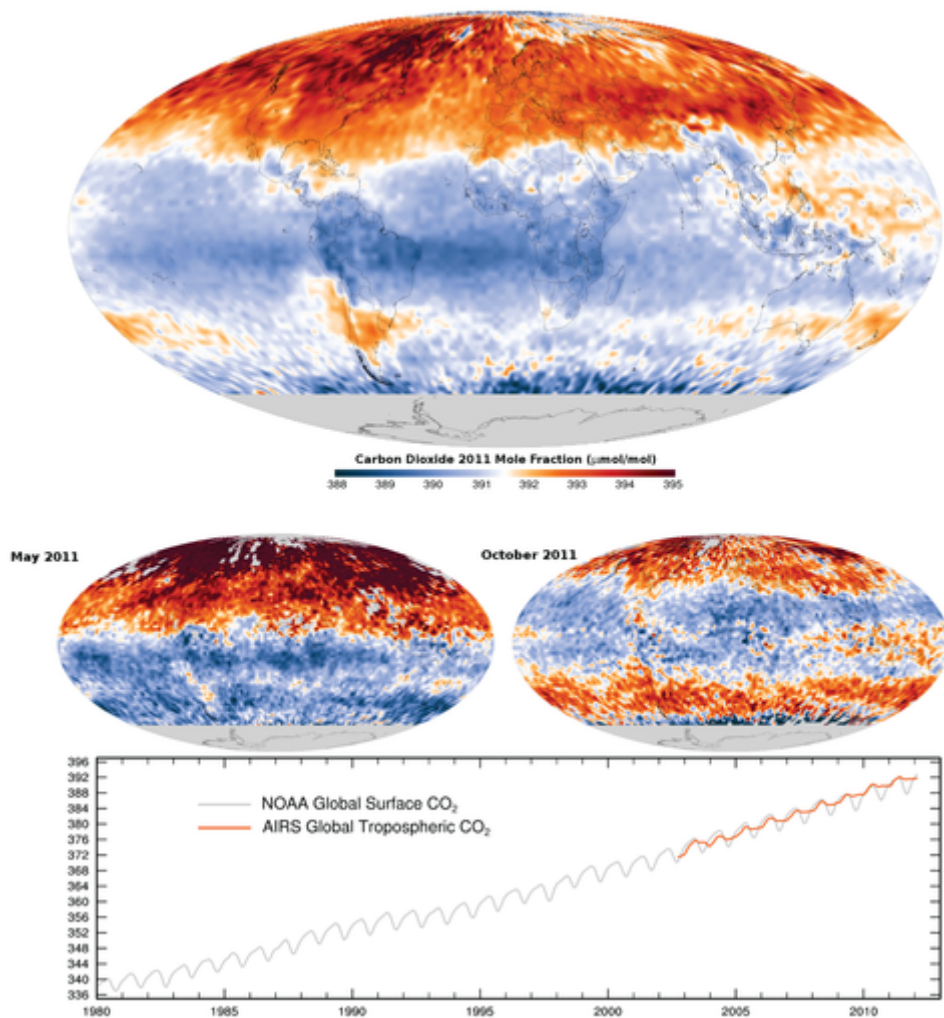 Carbon Dioxide 2011 Mole Fraction (μmol/mol)
388 389 390 391 392 393 394 395
May 2011
October 2011
396
392
388
384
380
376
372
368
364
360
356
352
348
344
340
336
NOAA Global Surface CO₂
AIRS Global Tropospheric CO₂
1980 1985 1990 1995 2000 2005 2010